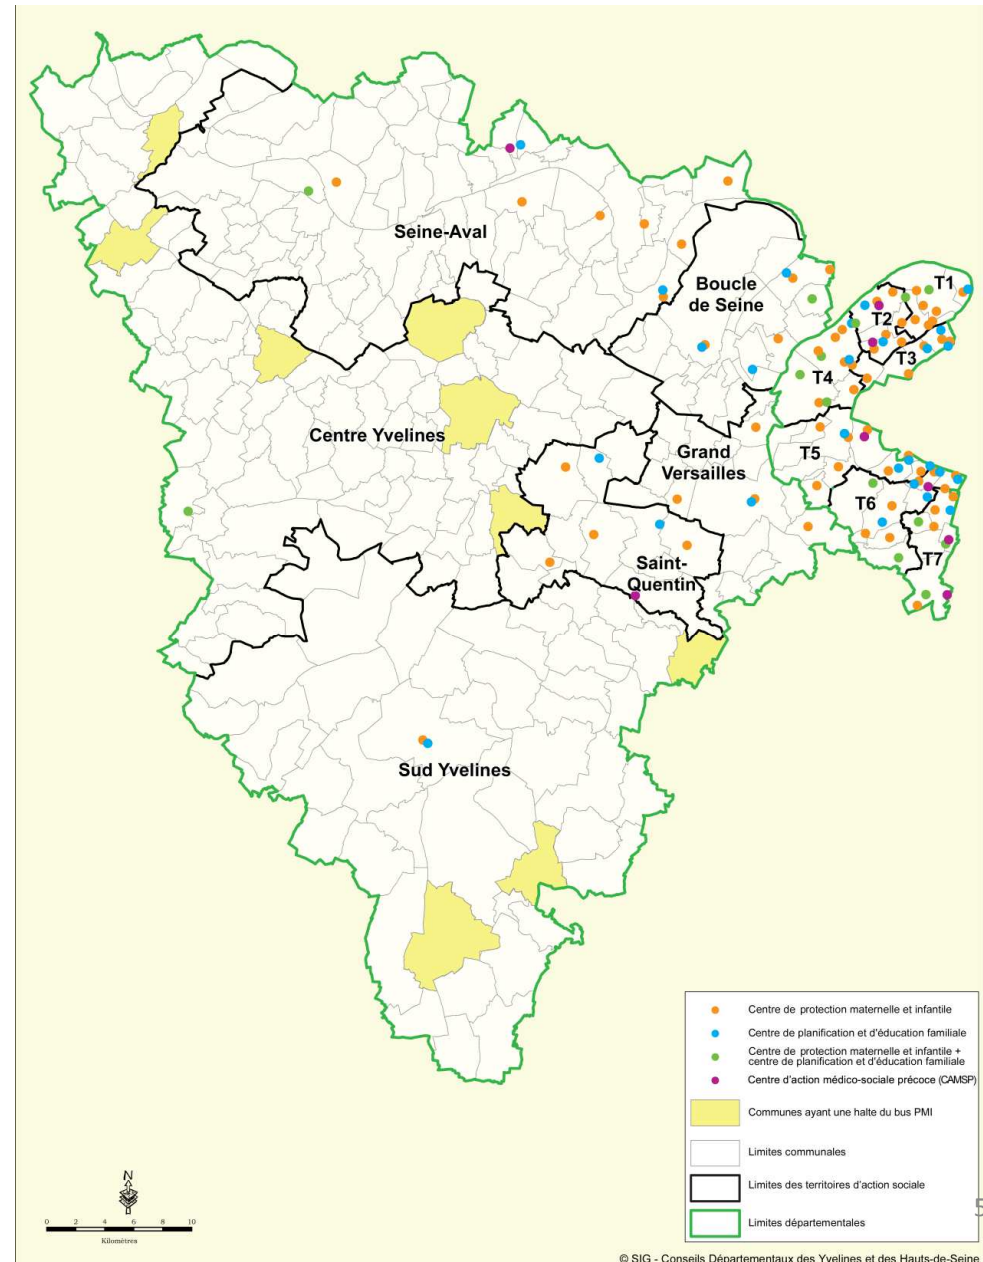 Seine-Aval
Boucle
de Seine
T1
T2
T3
T4
Centre Yvelines
Grand
Versailles
T5
T6
T7
Saint-
Quentin
Sud Yvelines
Centre de protection maternelle et infantile
Centre de planification et d'éducation familiale
Centre de protection maternelle et infantile +
centre de planification et d'éducation familiale
Centre d'action médico-sociale précoce (CAMSP)
Communes ayant une halte du bus PMI
Limites communales
Limites des territoires d'action sociale
Limites départementales
5
N
0 2 4 6 8 10
Kilomètres
© SIG - Conseils Départementaux des Yvelines et des Hauts-de-Seine